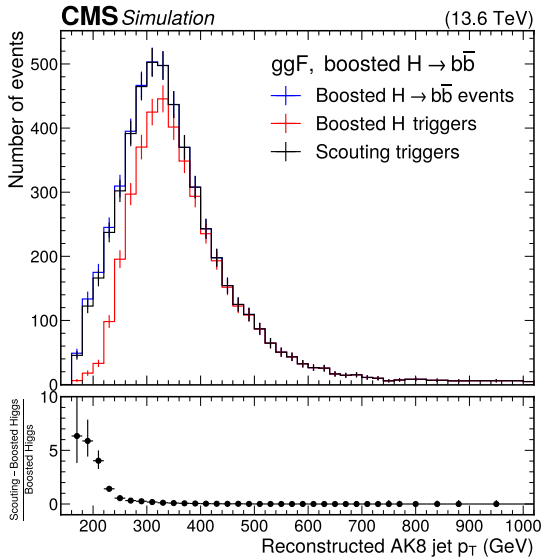 CMS Simulation (13.6 TeV)
Number of events
ggF, boosted H→bb̅
Boosted H→bb̅ events
Boosted H triggers
Scouting triggers
500
400
300
200
100
0
Scouting − Boosted Higgs
Boosted Higgs
10
5
0
200 300 400 500 600 700 800 900 1000
Reconstructed AK8 jet p_T (GeV)